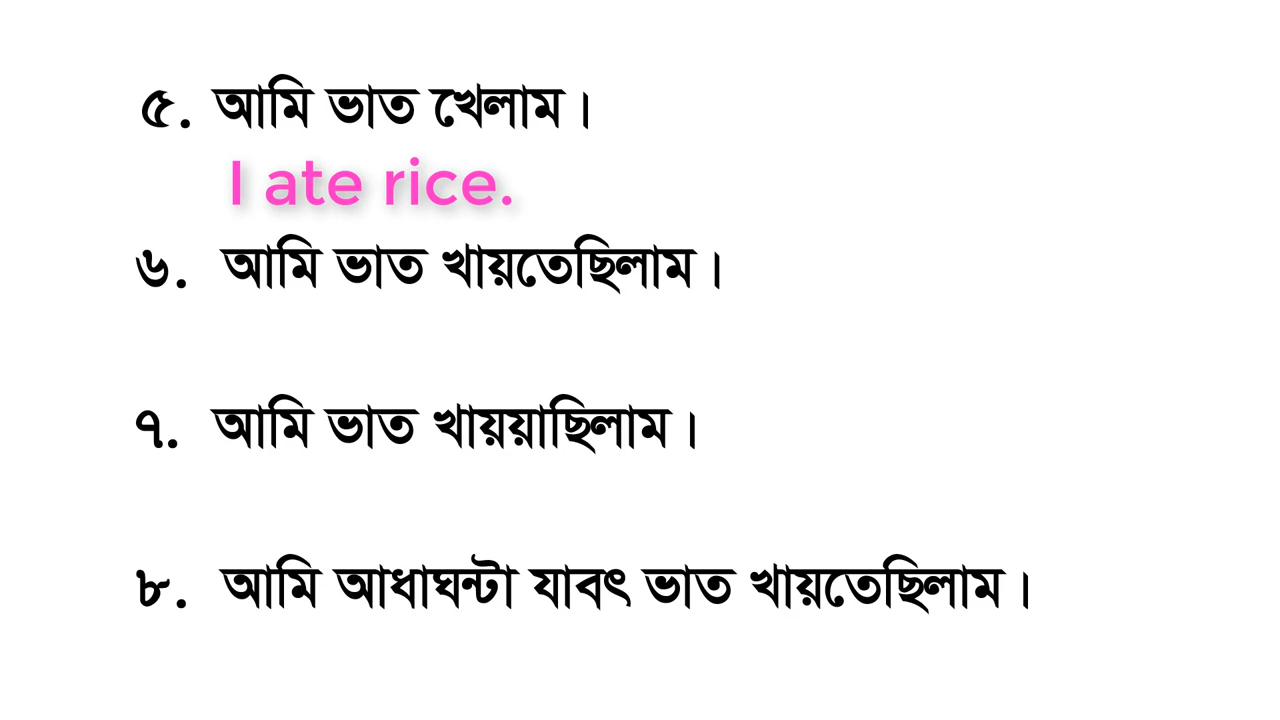 ৫. আমি ভাত খেলাম।
I ate rice.
৬. আমি ভাত খায়তেছিলাম।
৭. আমি ভাত খায়য়াছিলাম।
৮. আমি আধাঘন্টা যাবৎ ভাত খায়তেছিলাম।